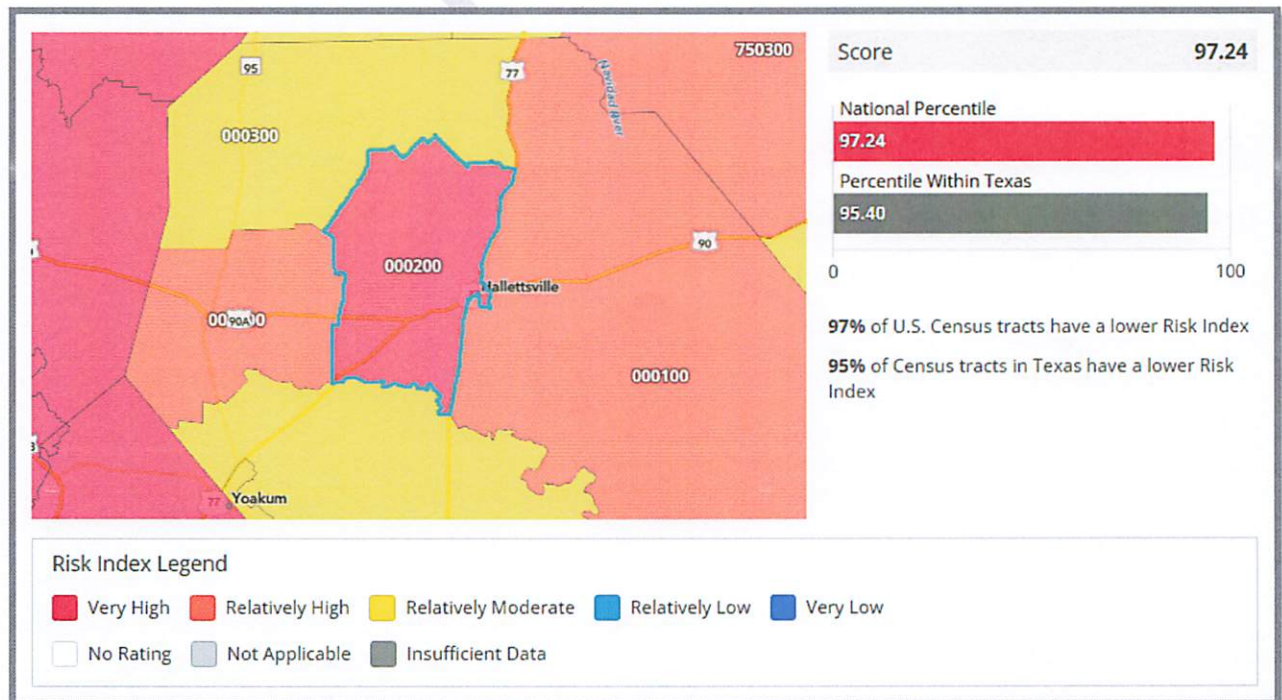 750300
95
77
Navidad River
000300
90
000200
Hallettsville
90A
000100
77
Yoakum
Score 97.24
National Percentile
97.24
Percentile Within Texas
95.40
0 100
97% of U.S. Census tracts have a lower Risk Index
95% of Census tracts in Texas have a lower Risk
Index
Risk Index Legend
Very High Relatively High Relatively Moderate Relatively Low Very Low
No Rating Not Applicable Insufficient Data